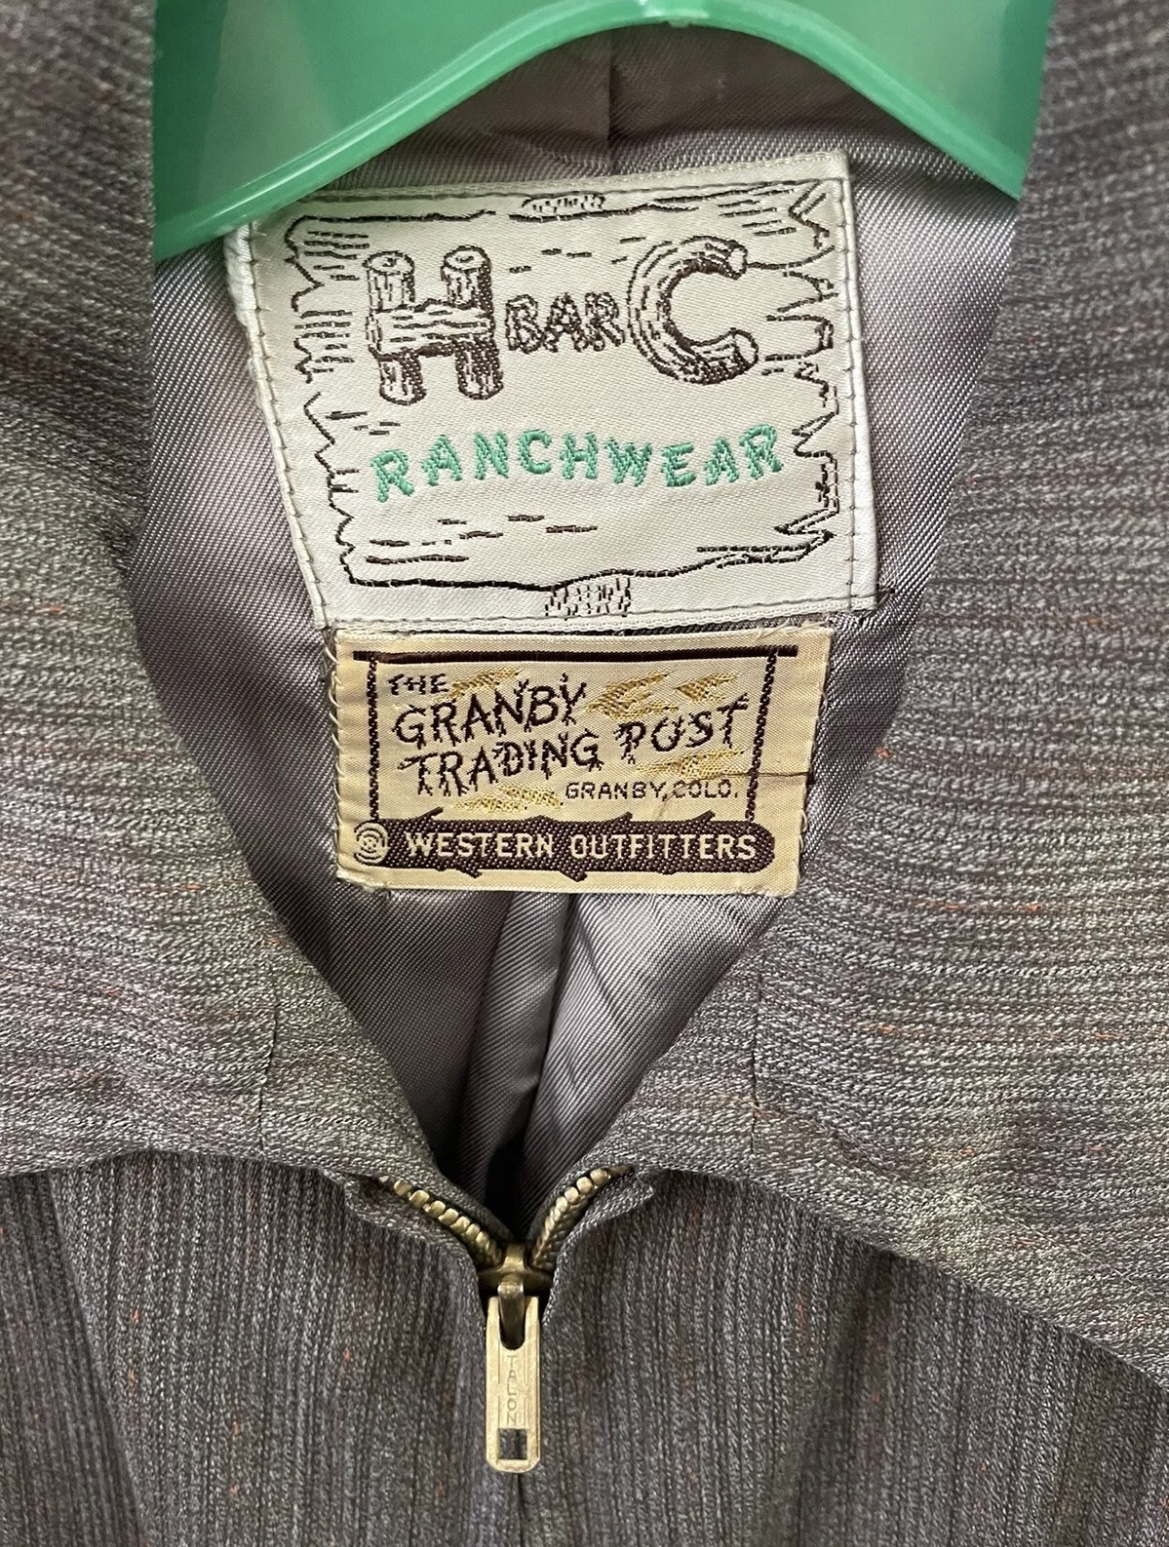 H BAR C
RANCHWEAR
THE
GRANBY
TRADING POST
GRANBY, COLO.
WESTERN OUTFITTERS
TALON